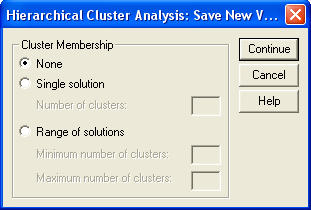 Hierarchical Cluster Analysis: Save New V...
Cluster Membership
None
Single solution
Number of clusters:
Range of solutions
Minimum number of clusters:
Maximum number of clusters:
Continue
Cancel
Help